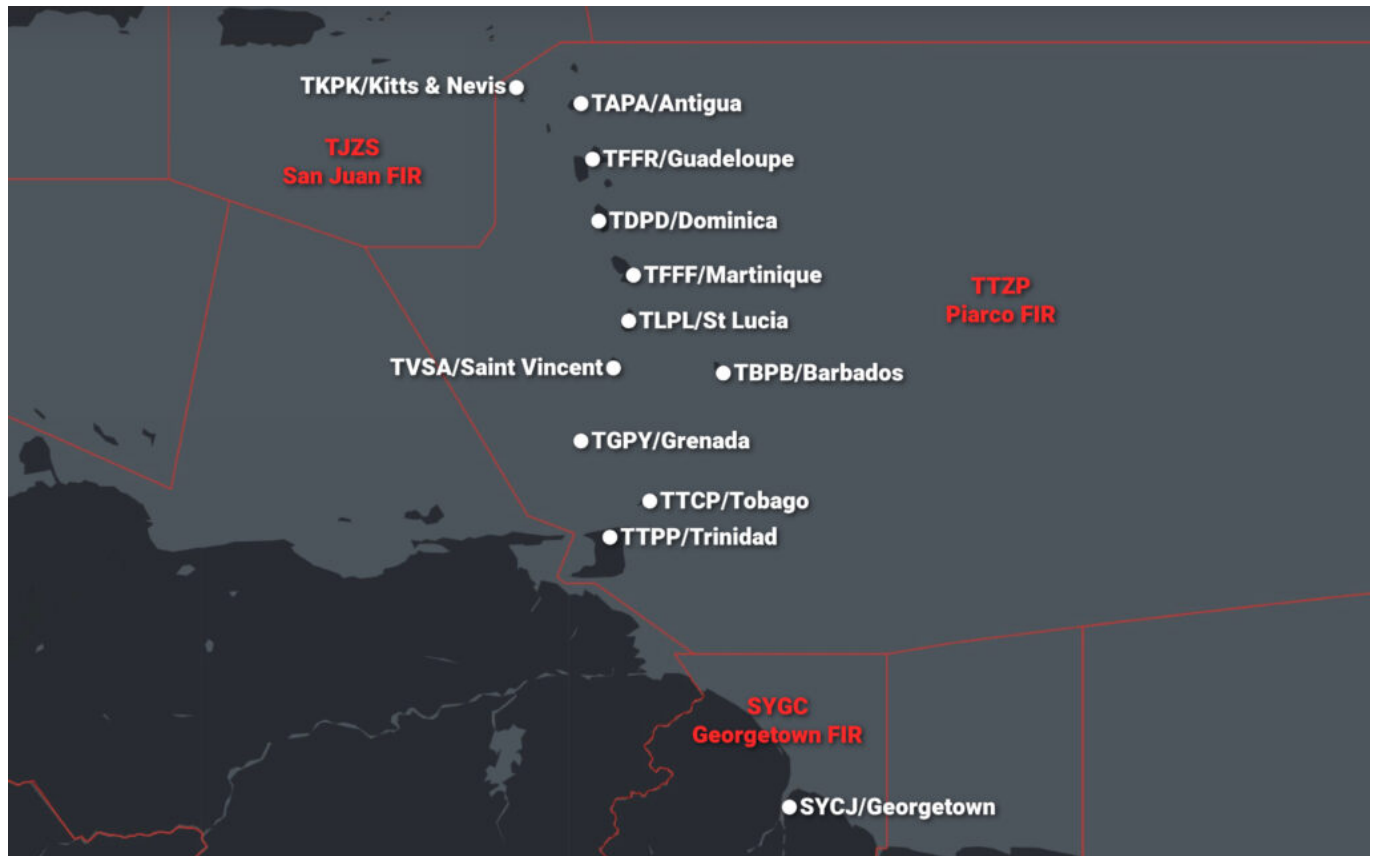 TKPK/Kitts & Nevis
TAPA/Antigua
TJZS
San Juan FIR
TFFR/Guadeloupe
TDPD/Dominica
TFFF/Martinique
TTZP
Piarco FIR
TLPL/St Lucia
TVSA/Saint Vincent
TBPB/Barbados
TGPY/Grenada
TTCP/Tobago
TTPP/Trinidad
SYGC
Georgetown FIR
SYCJ/Georgetown